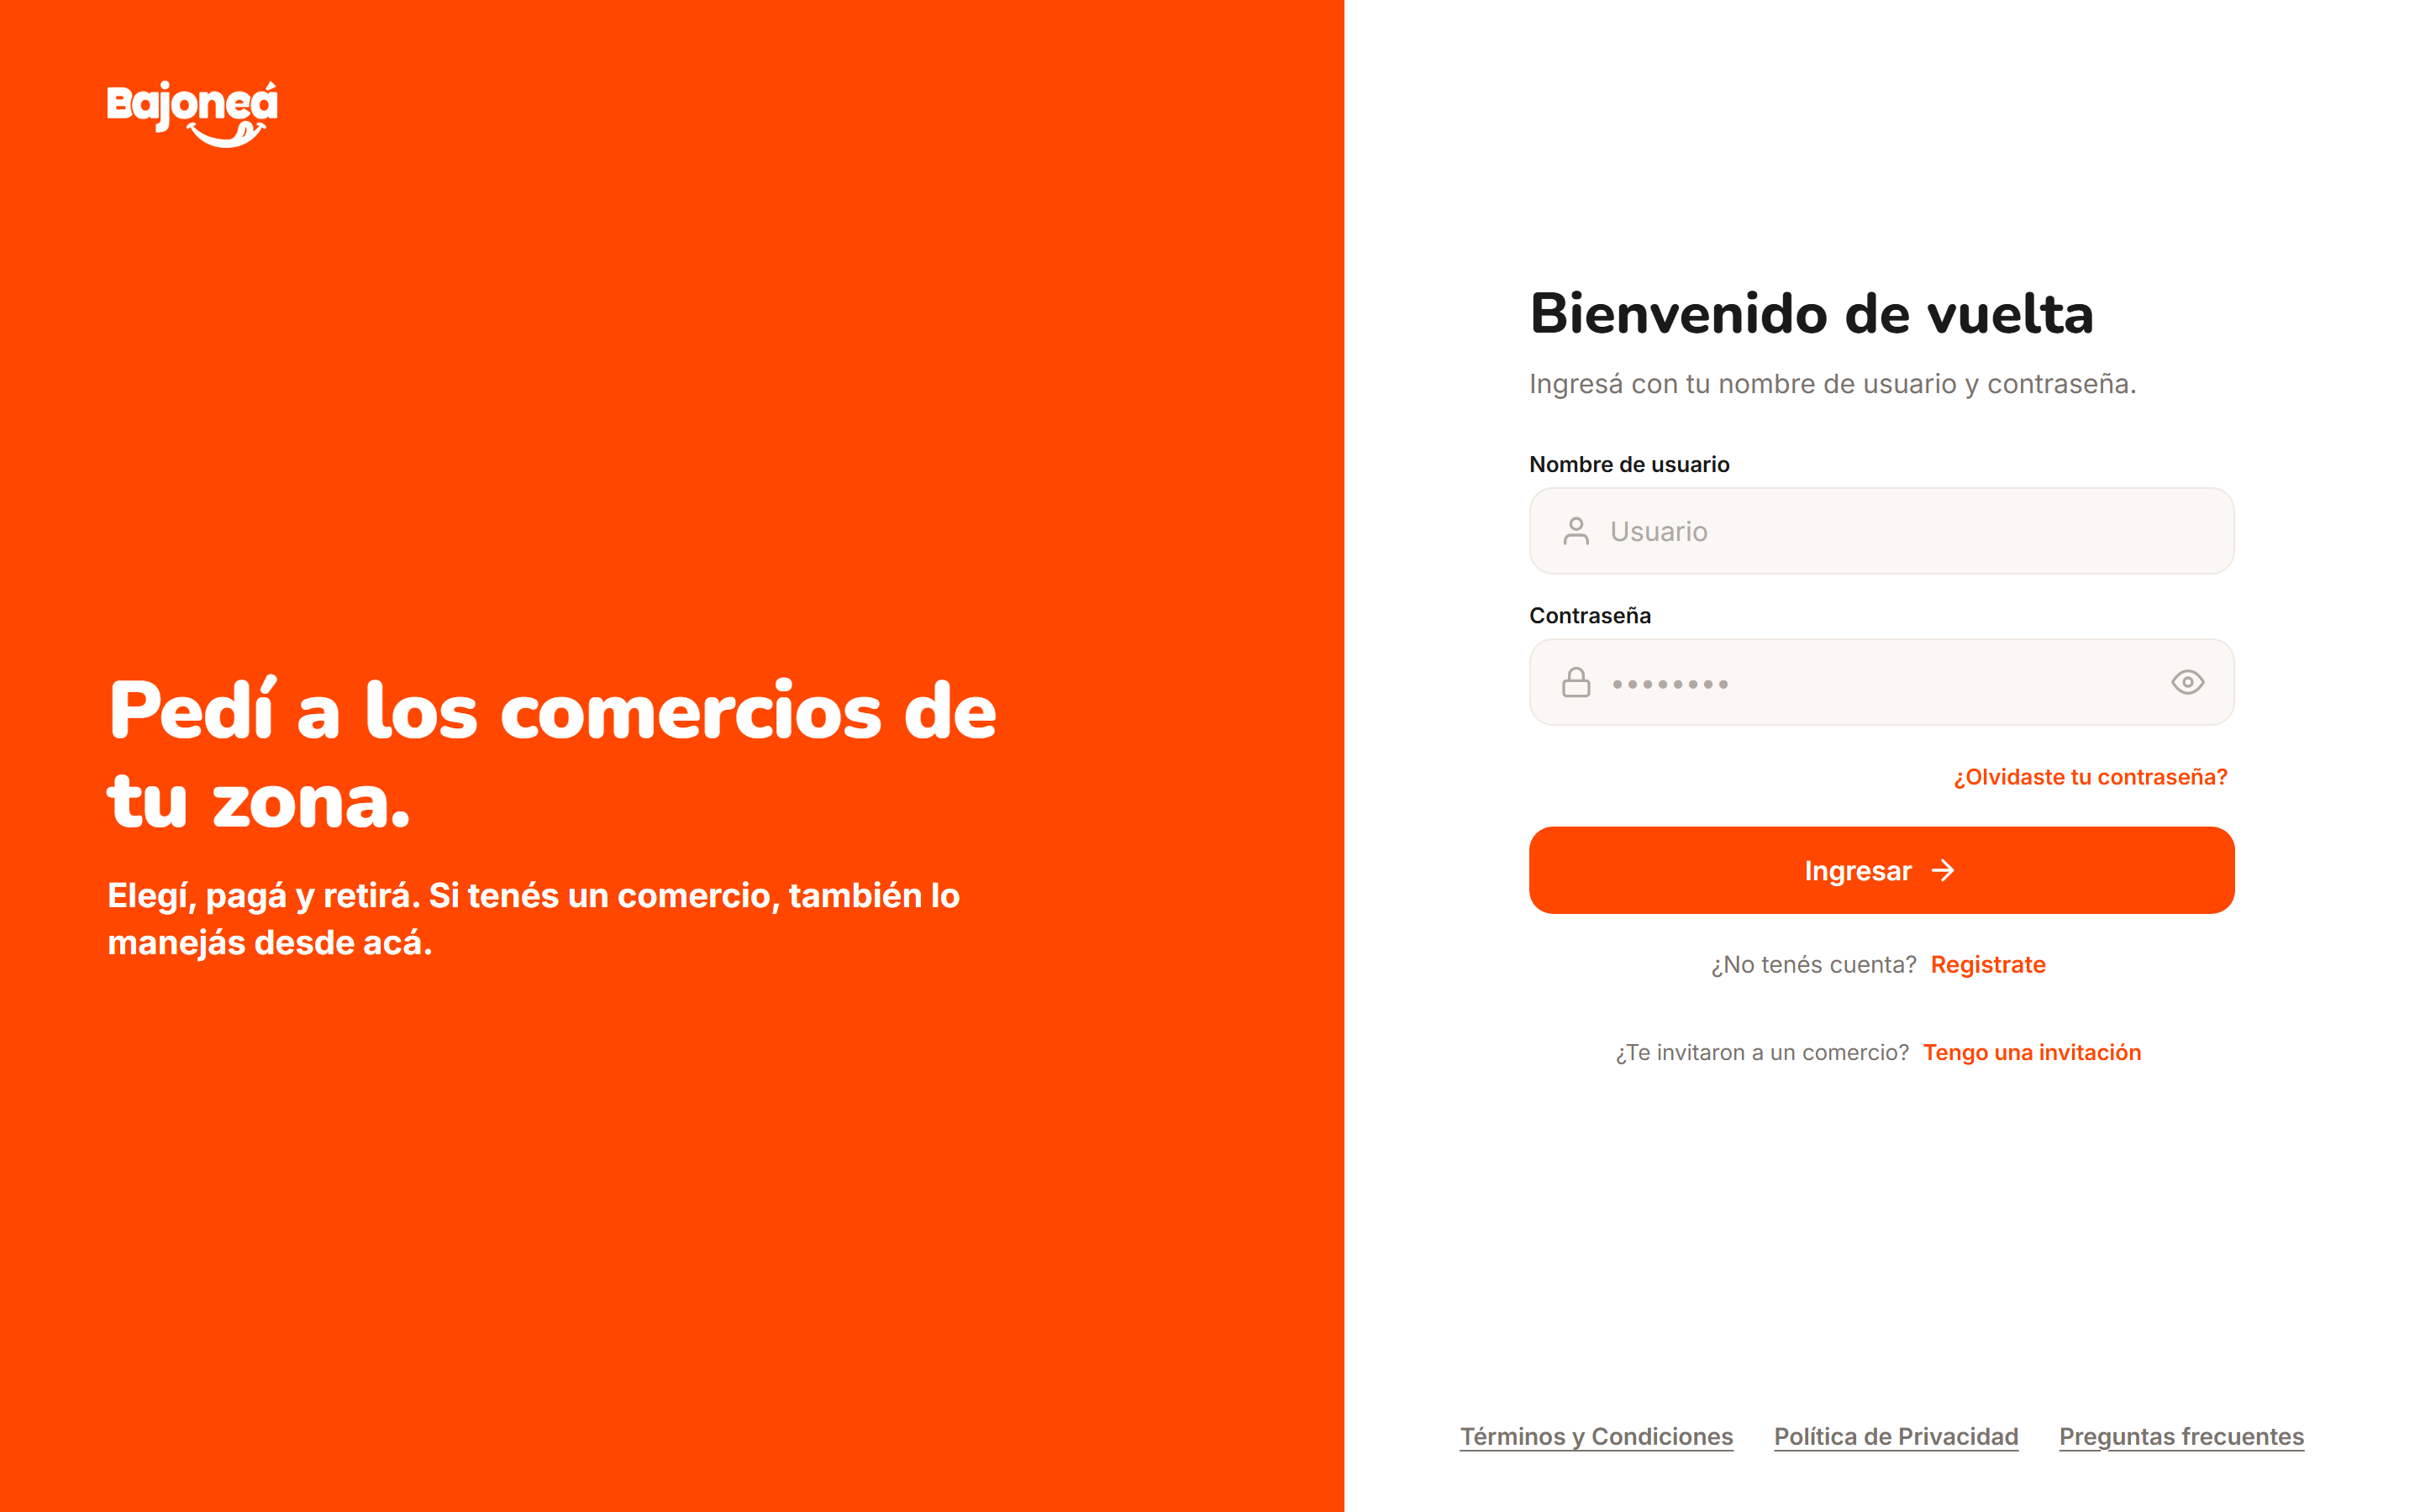 Bajoneá
Pedí a los comercios de
tu zona.
Elegí, pagá y retirá. Si tenés un comercio, también lo
manejás desde acá.
Bienvenido de vuelta
Ingresá con tu nombre de usuario y contraseña.
Nombre de usuario
Usuario
Contraseña
••••••••
¿Olvidaste tu contraseña?
Ingresar →
¿No tenés cuenta? Registrate
¿Te invitaron a un comercio? Tengo una invitación
Términos y Condiciones Política de Privacidad Preguntas frecuentes